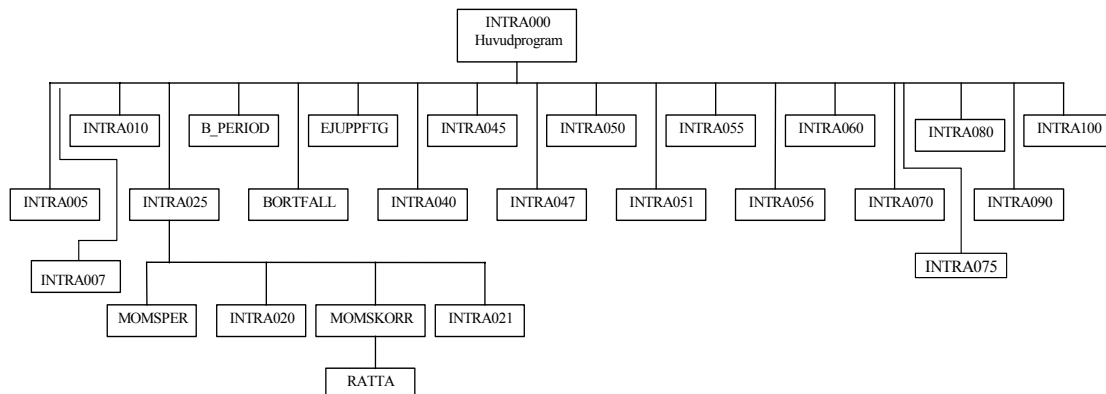 INTRA000
Huvudprogram
INTRA010
B_PERIOD
EJUPPFTG
INTRA045
INTRA050
INTRA055
INTRA060
INTRA080
INTRA100
INTRA005
INTRA025
BORTFALL
INTRA040
INTRA047
INTRA051
INTRA056
INTRA070
INTRA090
INTRA007
INTRA075
MOMSPER
INTRA020
MOMSKORR
INTRA021
RATTA